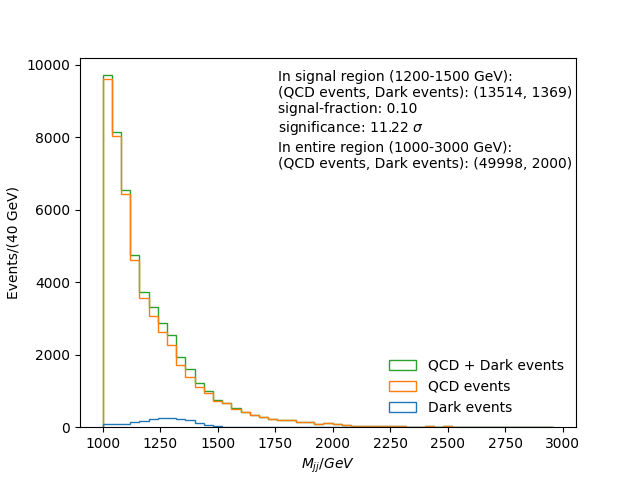 In signal region (1200-1500 GeV):
(QCD events, Dark events): (13514, 1369)
signal-fraction: 0.10
significance: 11.22 σ
In entire region (1000-3000 GeV):
(QCD events, Dark events): (49998, 2000)
Events/(40 GeV)
10000
8000
6000
4000
2000
0
QCD + Dark events
QCD events
Dark events
1000 1250 1500 1750 2000 2250 2500 2750 3000
M_{jj}/GeV